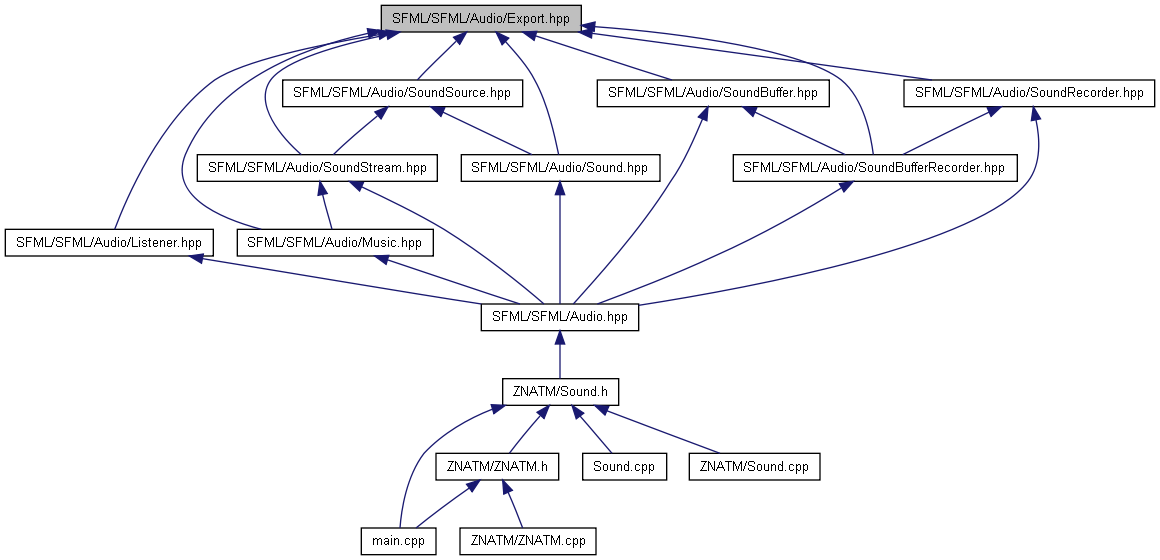 SFML/SFML/Audio/Export.hpp
SFML/SFML/Audio/SoundSource.hpp
SFML/SFML/Audio/SoundBuffer.hpp
SFML/SFML/Audio/SoundRecorder.hpp
SFML/SFML/Audio/SoundStream.hpp
SFML/SFML/Audio/Sound.hpp
SFML/SFML/Audio/SoundBufferRecorder.hpp
SFML/SFML/Audio/Listener.hpp
SFML/SFML/Audio/Music.hpp
SFML/SFML/Audio.hpp
ZNATM/Sound.h
ZNATM/ZNATM.h
Sound.cpp
ZNATM/Sound.cpp
main.cpp
ZNATM/ZNATM.cpp